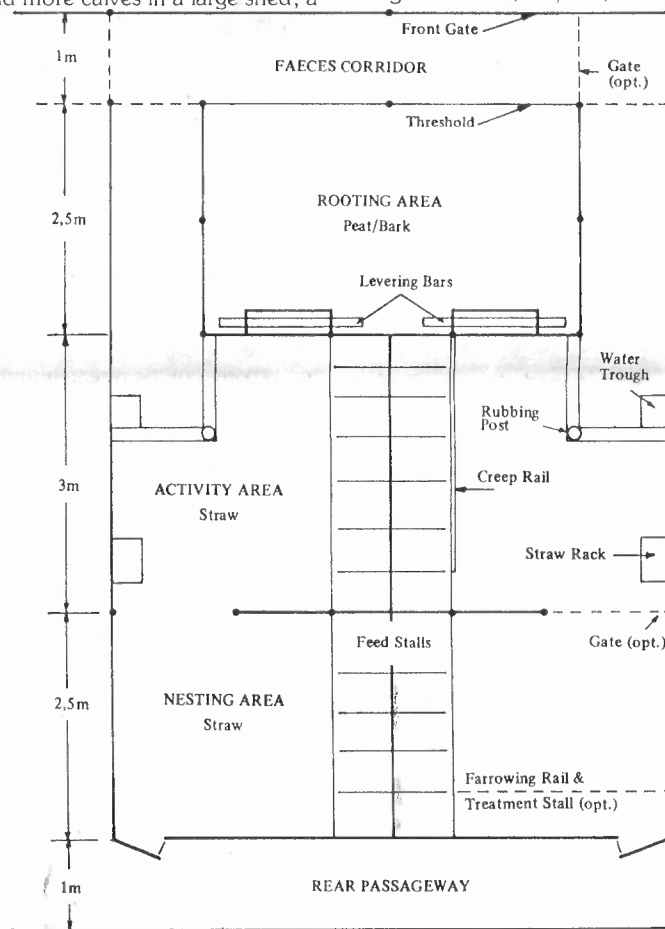 d more calves in a large shed, a
Front Gate
1m
FAECES CORRIDOR
Gate
(opt.)
Threshold
2,5m
ROOTING AREA
Peat/Bark
Levering Bars
Water
Trough
Rubbing
Post
Creep Rail
3m
ACTIVITY AREA
Straw
Straw Rack
Feed Stalls
Gate (opt.)
2,5m
NESTING AREA
Straw
Farrowing Rail &
Treatment Stall (opt.)
1m
REAR PASSAGEWAY